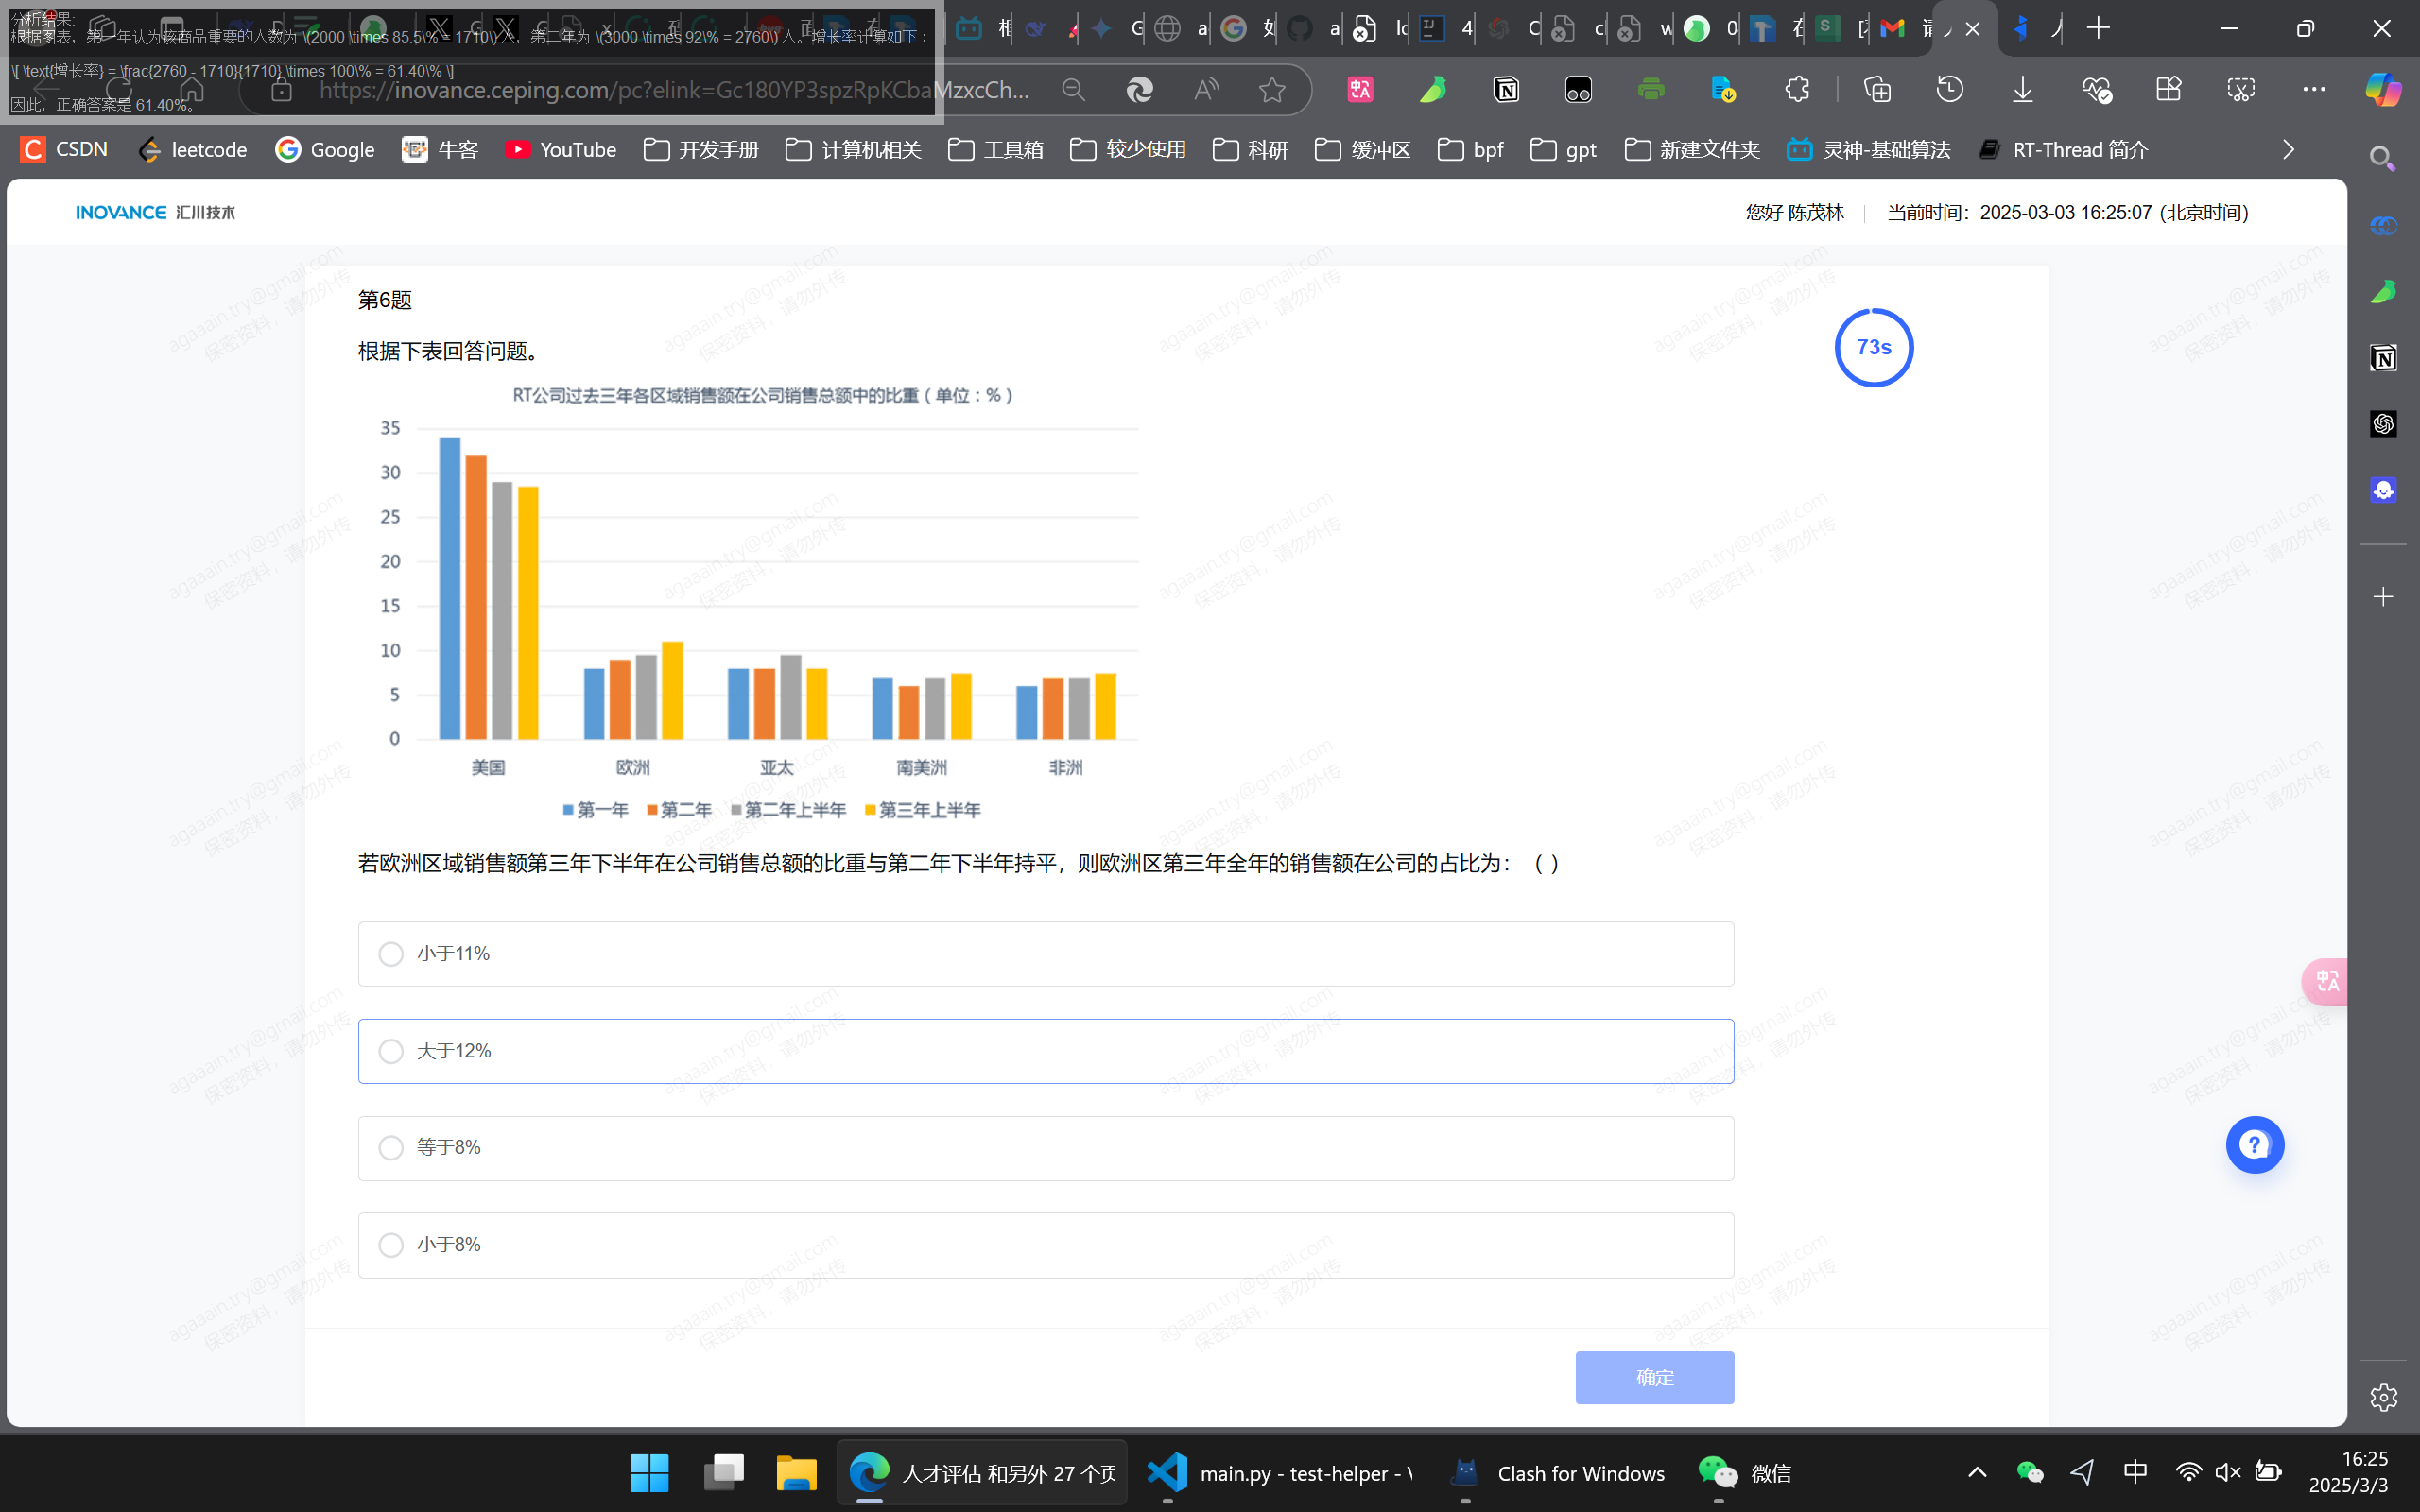 分析结果:
根据图表，第一年认为该商品重要的人数为 \(2000 \times 85.5\% = 1710\) 人，第二年为 \(3000 \times 92\% = 2760\) 人。增长率计算如下：
\[ \text{增长率} = \frac{2760 - 1710}{1710} \times 100\% = 61.40\% \]
因此，正确答案是 61.40%。
https://inovance.ceping.com/pc?elink=Gc180YP3spzRpKCbaMzxcCh...
CSDN leetcode Google 牛客 YouTube 开发手册 计算机相关 工具箱 较少使用 科研 缓冲区 bpf gpt 新建文件夹 灵神-基础算法 RT-Thread 简介
INOVANCE 汇川技术
您好 陈茂林 | 当前时间：2025-03-03 16:25:07 (北京时间)
第6题
73s
根据下表回答问题。
RT公司过去三年各区域销售额在公司销售总额中的比重（单位：%）
35
30
25
20
15
10
5
0
美国 欧洲 亚太 南美洲 非洲
第一年 第二年 第二年上半年 第三年上半年
若欧洲区域销售额第三年下半年在公司销售总额的比重与第二年下半年持平，则欧洲区第三年全年的销售额在公司的占比为：（ ）
小于11%
大于12%
等于8%
小于8%
确定
agaaain.try@gmail.com
保密资料，请勿外传
人才评估 和另外 27 个页
main.py - test-helper - V
Clash for Windows
微信
中
16:25
2025/3/3